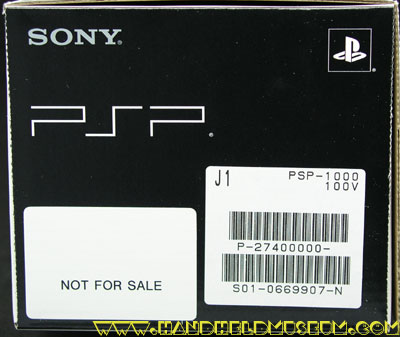 SONY®
PSP®
J1 PSP-1000
100V
P-27400000-
S01-0669907-N
NOT FOR SALE
www.HANDHELDMUSEUM.COM